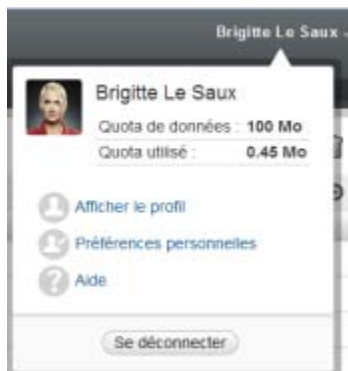 Brigitte Le Saux
Brigitte Le Saux
Quota de données : 100 Mo
Quota utilisé : 0.45 Mo
Afficher le profil
Préférences personnelles
Aide
Se déconnecter